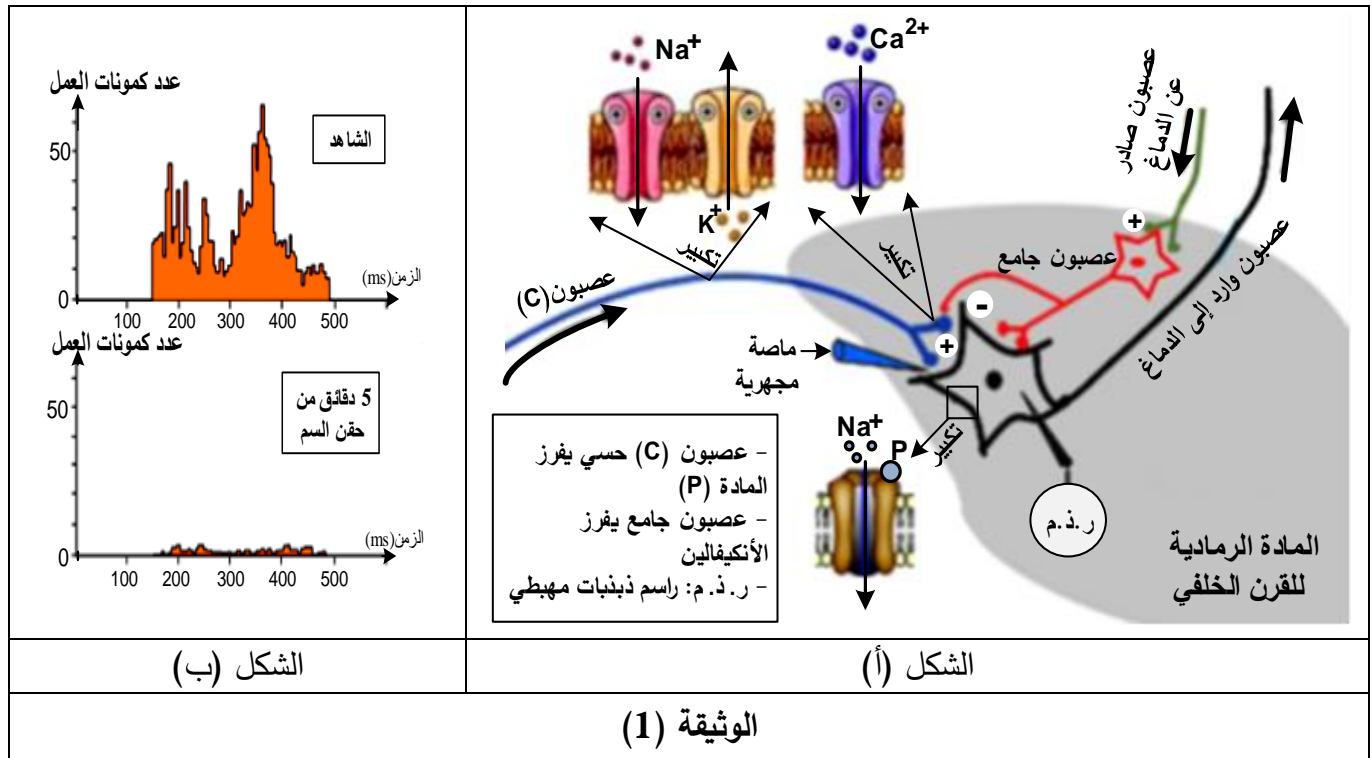 عدد كمونات العمل
الشاهد
50
0
100 200 300 400 500
الزمن(ms)
عدد كمونات العمل
5 دقائق من
حقن السم
50
0
100 200 300 400 500
الزمن(ms)
Na⁺
K⁺
تكبير
Ca²⁺
تكبير
عصبون صادر
عن الدماغ
+
عصبون جامع
عصبون وارد إلى الدماغ
عصبون(C)
-
+
ماصة
مجهرية
Na⁺
P
تكبير
ر.ذ.م
المادة الرمادية
للقرن الخلفي
- عصبون (C) حسي يفرز
المادة (P)
- عصبون جامع يفرز
الأنكيفالين
- ر.ذ.م: راسم ذبذبات مهبطي
الشكل (أ)
الشكل (ب)
الوثيقة (1)